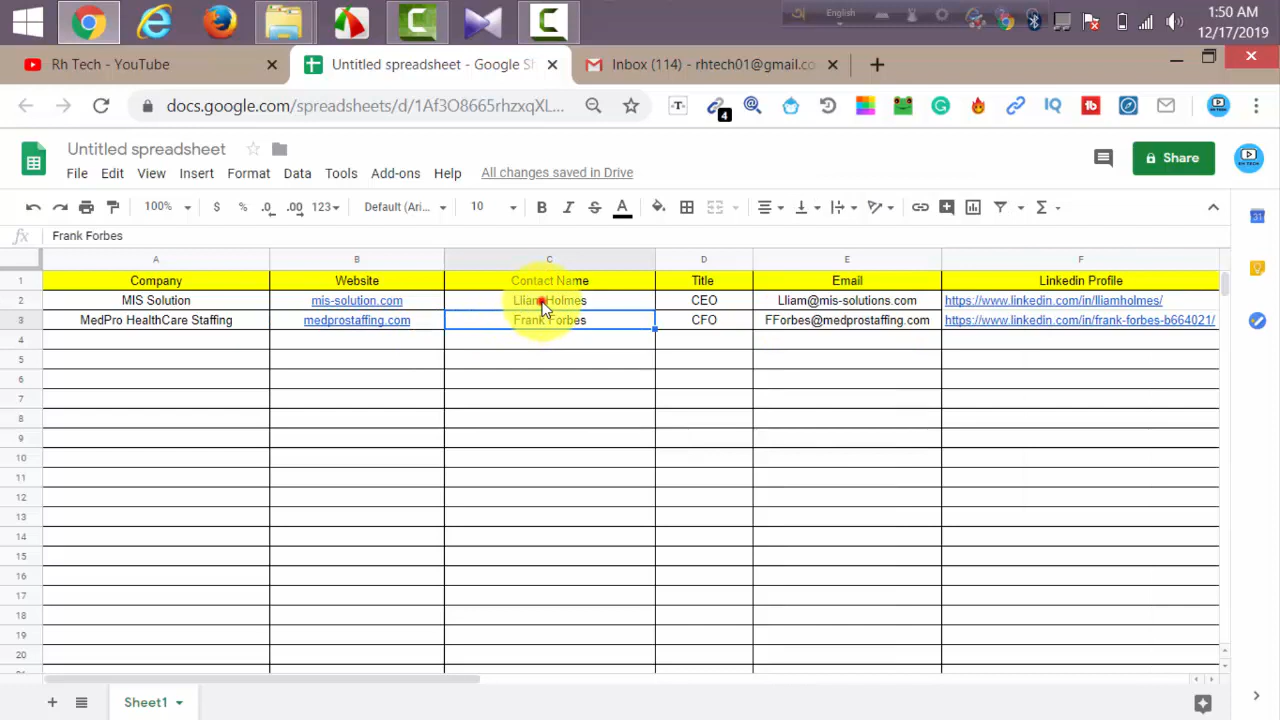 English
1:50 AM
12/17/2019
Rh Tech - YouTube
Untitled spreadsheet - Google Sh
Inbox (114) - rhtech01@gmail.co
docs.google.com/spreadsheets/d/1Af3O8665rhzxqXL...
4
Untitled spreadsheet
File Edit View Insert Format Data Tools Add-ons Help All changes saved in Drive
Share
100% $ % .0 .00 123 Default (Ari... 10 B I S A
fx Frank Forbes
A B C D E F
1 Company Website Contact Name Title Email Linkedin Profile
2 MIS Solution mis-solution.com Lliam Holmes CEO Lliam@mis-solutions.com https://www.linkedin.com/in/lliamholmes/
3 MedPro HealthCare Staffing medprostaffing.com Frank Forbes CFO FForbes@medprostaffing.com https://www.linkedin.com/in/frank-forbes-b664021/
4
5
6
7
8
9
10
11
12
13
14
15
16
17
18
19
20
Sheet1